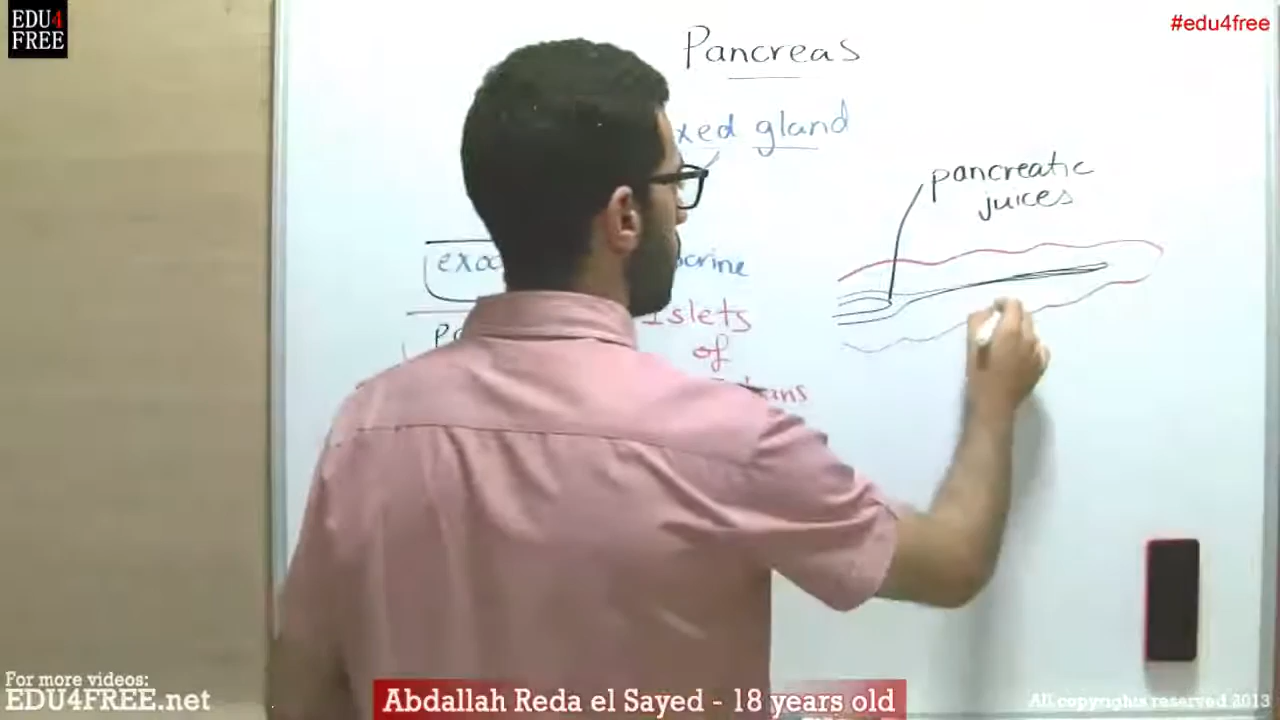 EDU4
FREE
#edu4free
Pancreas
gland
pancreatic
juices
Islets
of
For more videos:
EDU4FREE.net
Abdallah Reda el Sayed - 18 years old
All copyrights reserved 2013